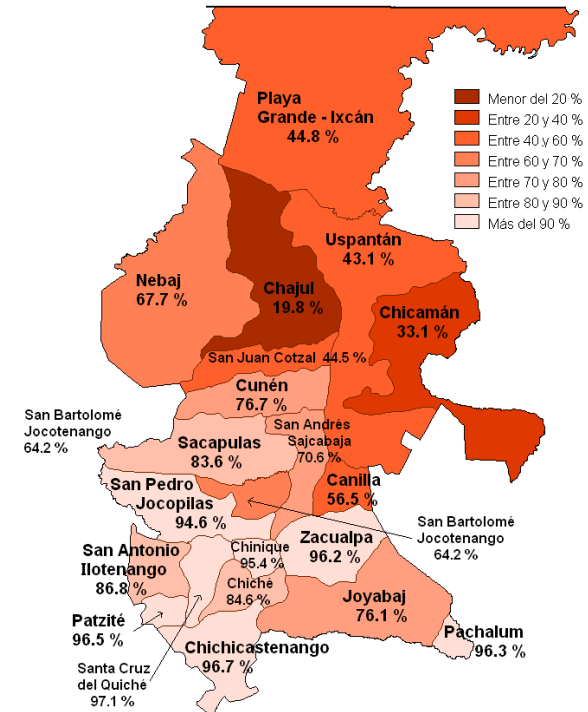 Playa
Grande - Ixcán
44.8 %
Menor del 20 %
Entre 20 y 40 %
Entre 40 y 60 %
Entre 60 y 70 %
Entre 70 y 80 %
Entre 80 y 90 %
Más del 90 %
Uspantán
43.1 %
Nebaj
67.7 %
Chajul
19.8 %
Chicamán
33.1 %
San Juan Cotzal 44.5 %
Cunén
76.7 %
San Bartolomé
Jocotenango
64.2 %
San Andrés
Sajcabaja
70.6 %
Sacapulas
83.6 %
San Pedro
Jocopilas
94.6 %
Canilla
56.5 %
San Bartolomé
Jocotenango
64.2 %
Zacualpa
96.2 %
San Antonio
Ilotenango
86.8 %
Chinique
95.4 %
Chiché
84.6 %
Joyabaj
76.1 %
Patzité
96.5 %
Pachalum
96.3 %
Chichicastenango
96.7 %
Santa Cruz
del Quiché
97.1 %